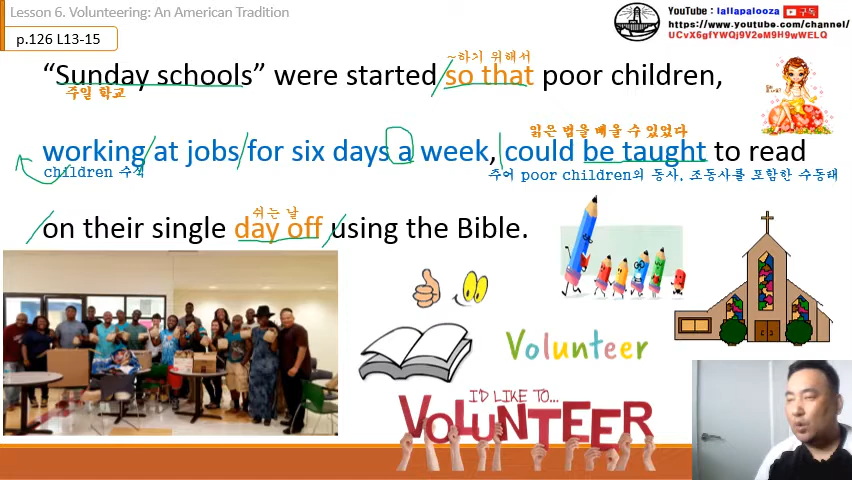 Lesson 6. Volunteering: An American Tradition
YouTube : lallapalooza 구독
https://www.youtube.com/channel/
UCvX6gfYWQj9V2eM9H9wWELQ
p.126 L13-15
~하기 위해서
“Sunday schools” were started so that poor children,
주일 학교
읽은 법을 배울 수 있었다
working at jobs for six days a week, could be taught to read
children 수식
주어 poor children의 동사, 조동사를 포함한 수동태
쉬는 날
on their single day off using the Bible.
Volunteer
I'D LIKE TO...
VOLUNTEER